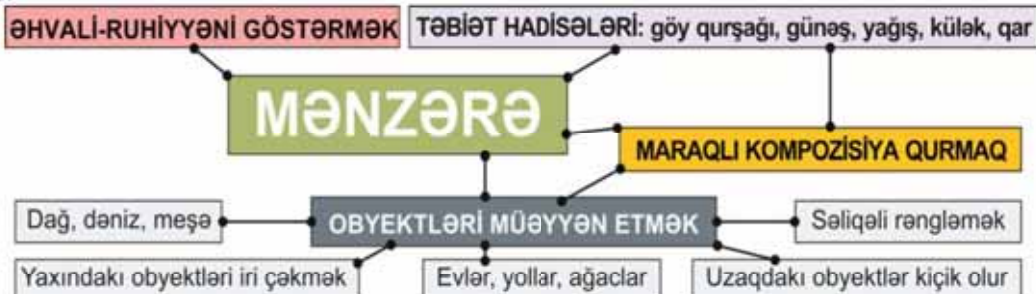 ƏHVALİ-RUHİYYƏNİ GÖSTƏRMƏK
TƏBİƏT HADİSƏLƏRİ: göy qurşağı, günəş, yağış, külək, qar
MƏNZƏRƏ
MARAQLI KOMPOZİSİYA QURMAQ
Dağ, dəniz, meşə
OBYEKTLƏRİ MÜƏYYƏN ETMƏK
Səliqəli rəngləmək
Yaxındakı obyektləri iri çəkmək
Evlər, yollar, ağaclar
Uzaqdakı obyektlər kiçik olur